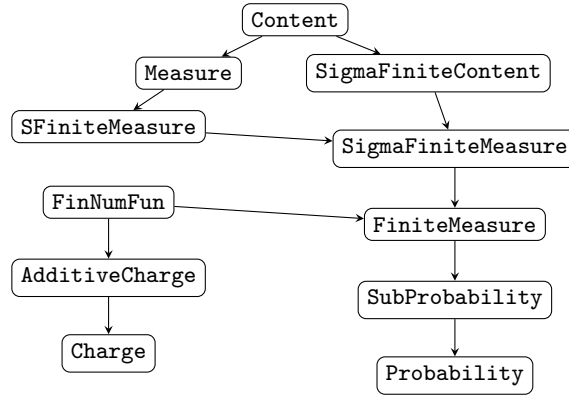 Content
Measure
SigmaFiniteContent
SFiniteMeasure
SigmaFiniteMeasure
FinNumFun
FiniteMeasure
AdditiveCharge
SubProbability
Charge
Probability